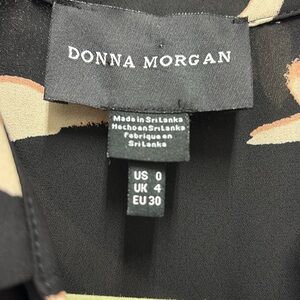 DONNA MORGAN
Made in Sri Lanka
Hecho en Sri Lanka
Fabrique en
Sri Lanka
US 0
UK 4
EU 30